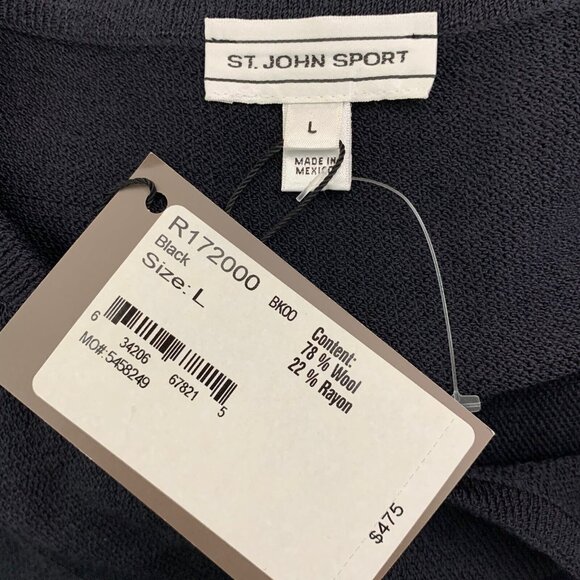 ST. JOHN SPORT
L
MADE IN
MEXICO
R172000
Black BK00
Size: L
6 34206 67821 5
MO#:5458249
Content:
78 % Wool
22 % Rayon
$475